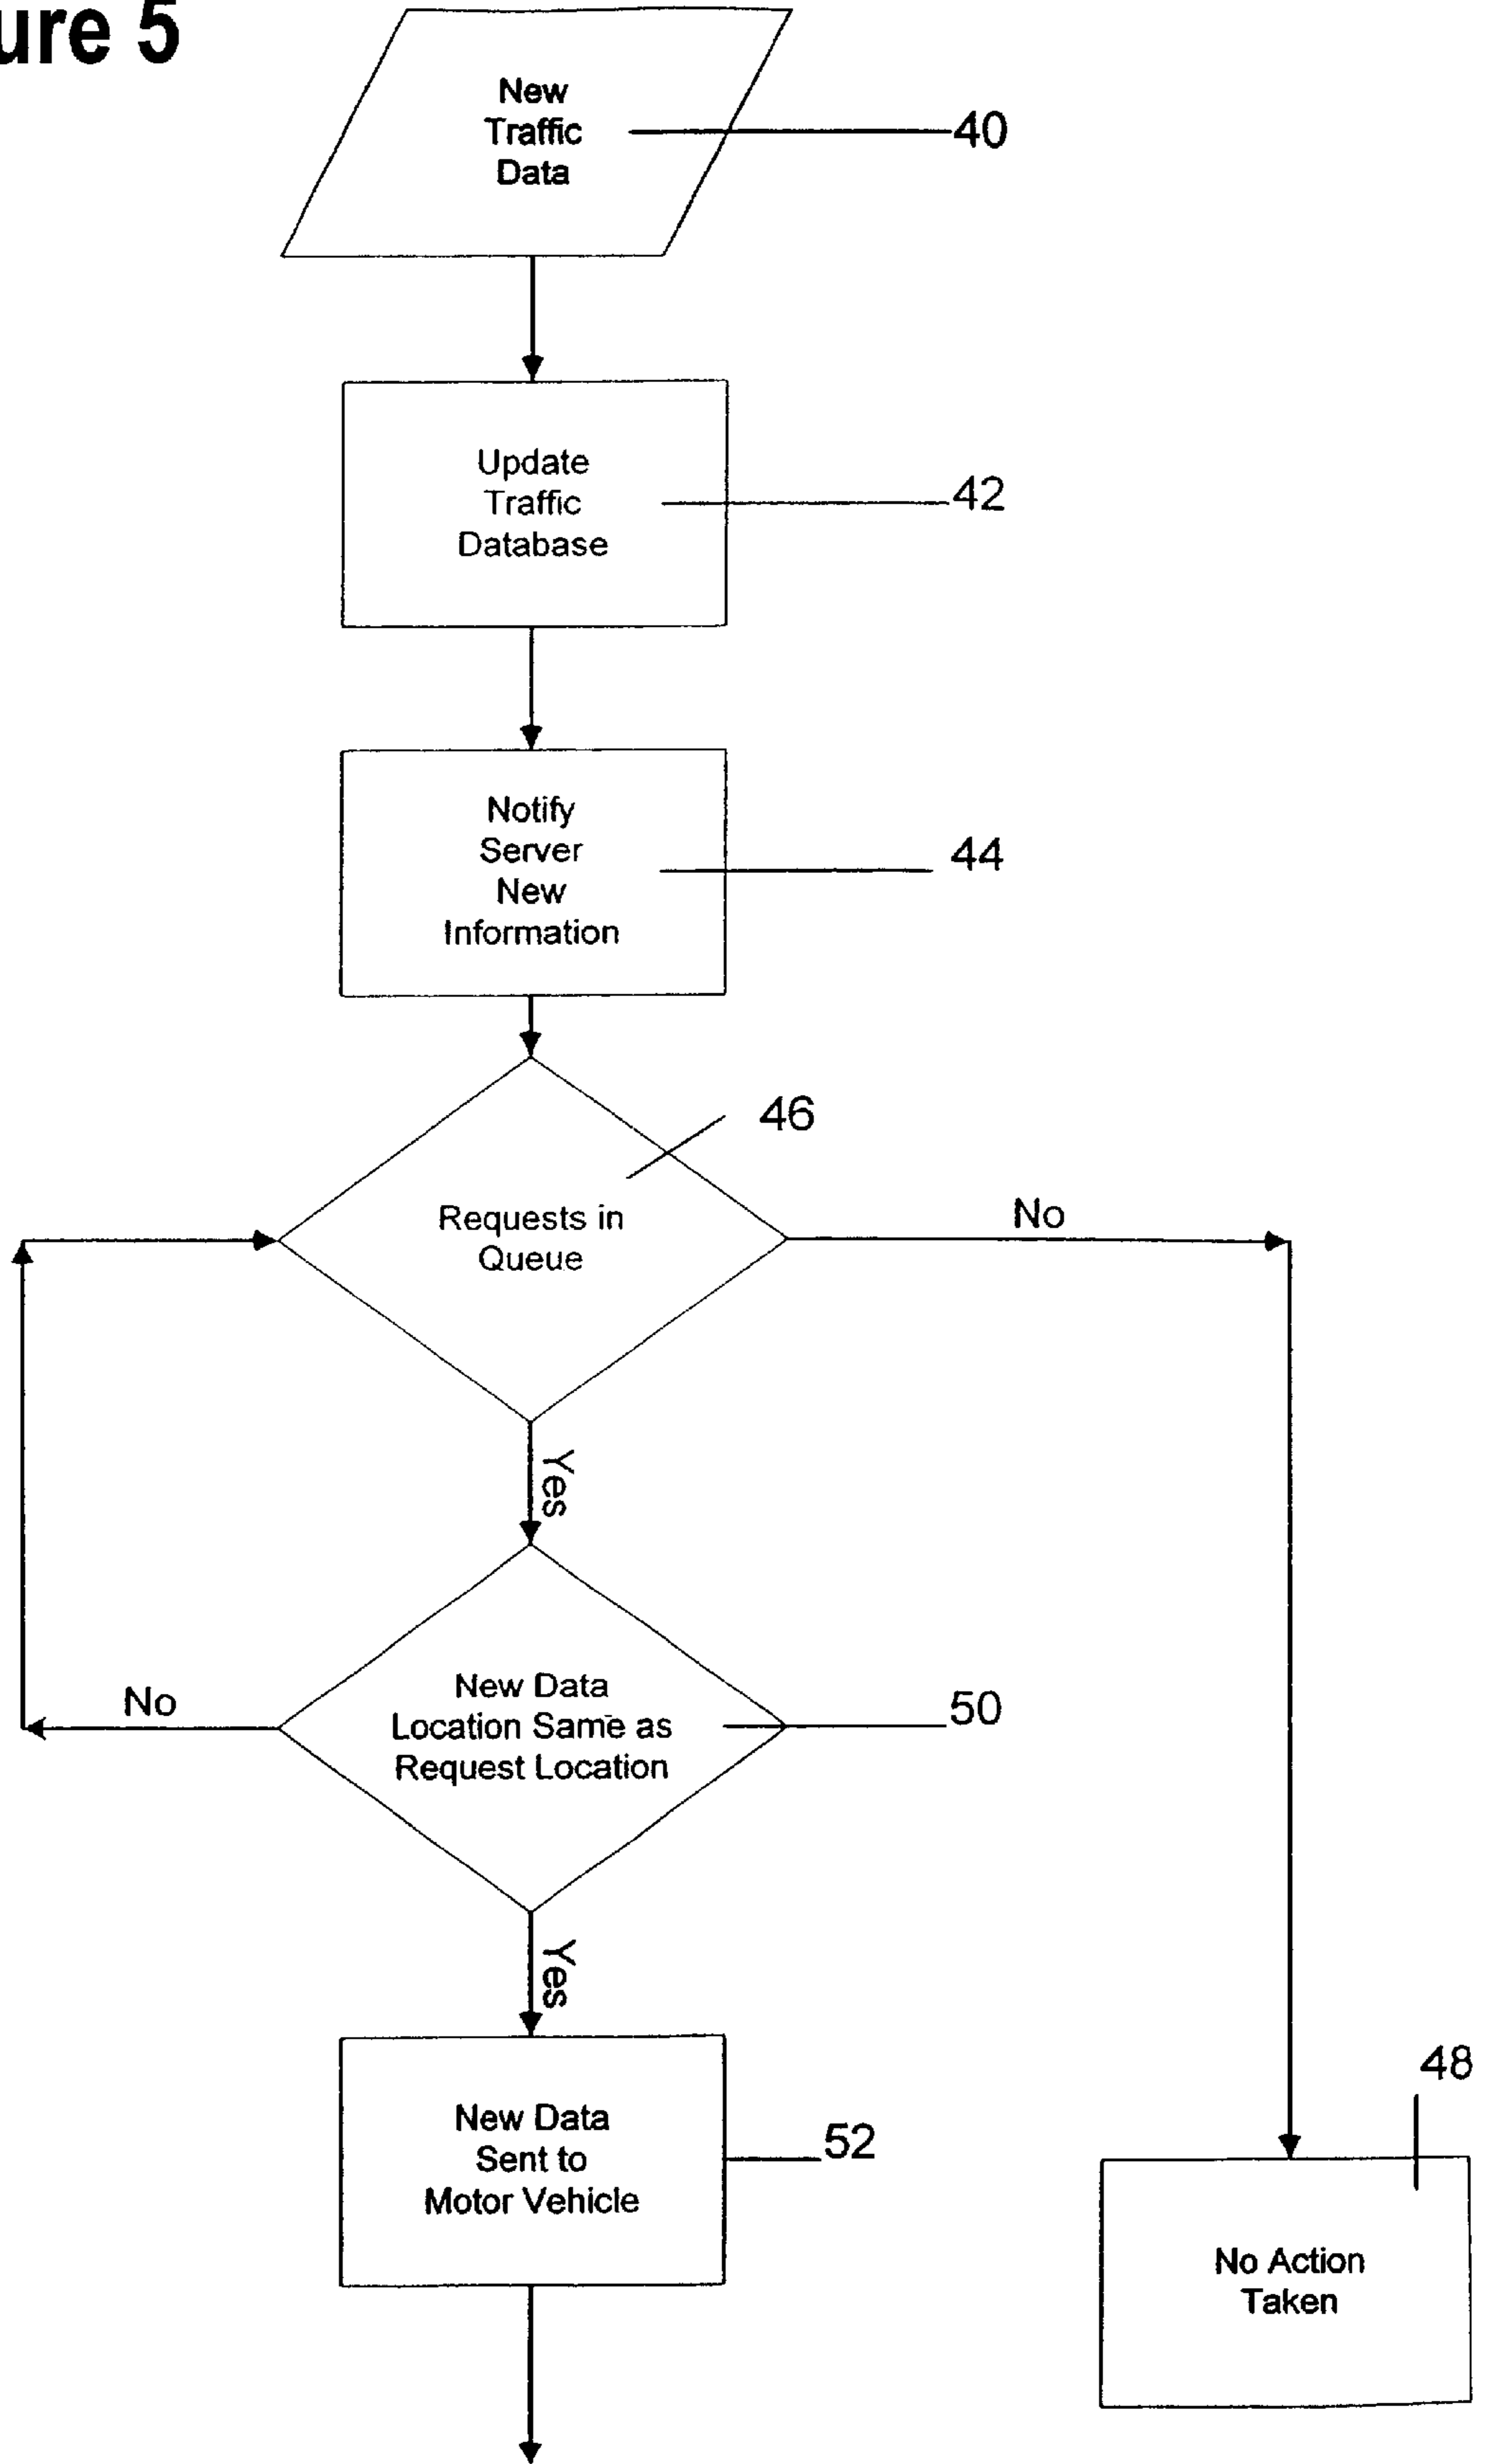 ure 5
New
Traffic
Data
40
Update
Traffic
Database
42
Notify
Server
New
Information
44
46
Requests in
Queue
No
Yes
New Data
Location Same as
Request Location
50
No
Yes
New Data
Sent to
Motor Vehicle
52
48
No Action
Taken